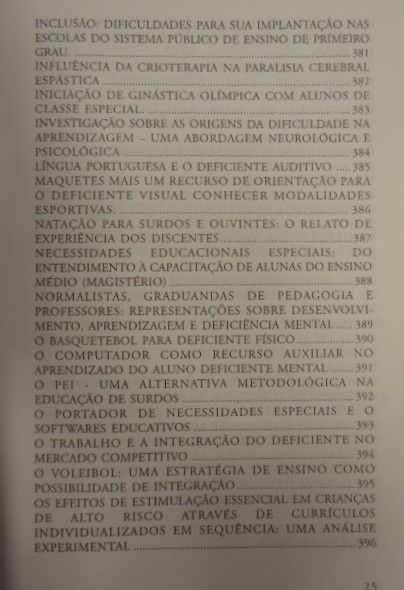 INCLUSÃO: DIFICULDADES PARA SUA IMPLANTAÇÃO NAS
ESCOLAS DO SISTEMA PÚBLICO DE ENSINO DE PRIMEIRO
GRAU. ........................................................................... 381
INFLUÊNCIA DA CRIOTERAPIA NA PARALISIA CEREBRAL
ESPÁSTICA .................................................................... 382
INICIAÇÃO DE GINÁSTICA OLÍMPICA COM ALUNOS DE
CLASSE ESPECIAL. ......................................................... 383
INVESTIGAÇÃO SOBRE AS ORIGENS DA DIFICULDADE NA
APRENDIZAGEM – UMA ABORDAGEM NEUROLÓGICA E
PSICOLÓGICA ................................................................ 384
LÍNGUA PORTUGUESA E O DEFICIENTE AUDITIVO ..... 385
MAQUETES MAIS UM RECURSO DE ORIENTAÇÃO PARA
O DEFICIENTE VISUAL CONHECER MODALIDADES
ESPORTIVAS. ................................................................. 386
NATAÇÃO PARA SURDOS E OUVINTES: O RELATO DE
EXPERIÊNCIA DOS DISCENTES ..................................... 387
NECESSIDADES EDUCACIONAIS ESPECIAIS: DO
ENTENDIMENTO À CAPACITAÇÃO DE ALUNAS DO ENSINO
MÉDIO (MAGISTÉRIO) .................................................. 388
NORMALISTAS, GRADUANDAS DE PEDAGOGIA E
PROFESSORES: REPRESENTAÇÕES SOBRE DESENVOLVI-
MENTO, APRENDIZAGEM E DEFICIÊNCIA MENTAL ..... 389
O BASQUETEBOL PARA DEFICIENTE FÍSICO .................. 390
O COMPUTADOR COMO RECURSO AUXILIAR NO
APRENDIZADO DO ALUNO DEFICIENTE MENTAL ....... 391
O PEI - UMA ALTERNATIVA METODOLÓGICA NA
EDUCAÇÃO DE SURDOS ............................................... 392
O PORTADOR DE NECESSIDADES ESPECIAIS E O
SOFTWARES EDUCATIVOS ............................................ 393
O TRABALHO E A INTEGRAÇÃO DO DEFICIENTE NO
MERCADO COMPETITIVO ............................................. 394
O VOLEIBOL: UMA ESTRATÉGIA DE ENSINO COMO
POSSIBILIDADE DE INTEGRAÇÃO ................................. 395
OS EFEITOS DE ESTIMULAÇÃO ESSENCIAL EM CRIANÇAS
DE ALTO RISCO ATRAVÉS DE CURRÍCULOS
INDIVIDUALIZADOS EM SEQUÊNCIA: UMA ANÁLISE
EXPERIMENTAL .............................................................. 396
25